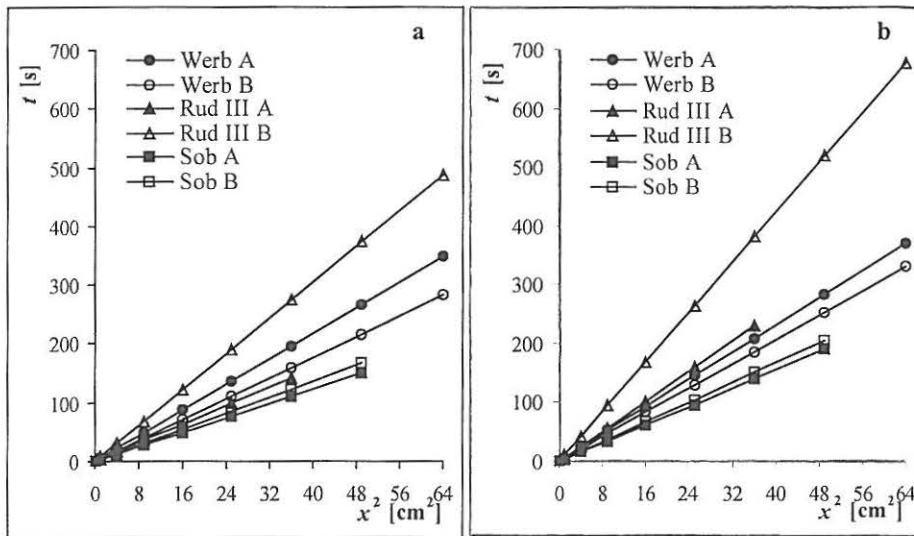 a
t [s]
700
600
500
400
300
200
100
0
Werb A
Werb B
Rud III A
Rud III B
Sob A
Sob B
0 8 16 24 32 40 48 56 64
x² [cm²]
b
t [s]
700
600
500
400
300
200
100
0
Werb A
Werb B
Rud III A
Rud III B
Sob A
Sob B
0 8 16 24 32 40 48 56 64
x² [cm²]